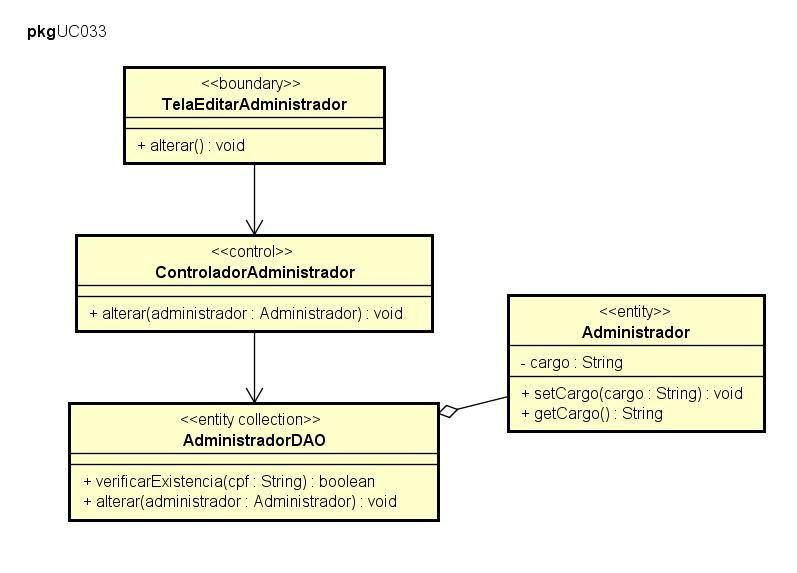 pkgUC033
<<boundary>>
TelaEditarAdministrador
+ alterar() : void
<<control>>
ControladorAdministrador
+ alterar(administrador : Administrador) : void
<<entity>>
Administrador
- cargo : String
+ setCargo(cargo : String) : void
+ getCargo() : String
<<entity collection>>
AdministradorDAO
+ verificarExistencia(cpf : String) : boolean
+ alterar(administrador : Administrador) : void